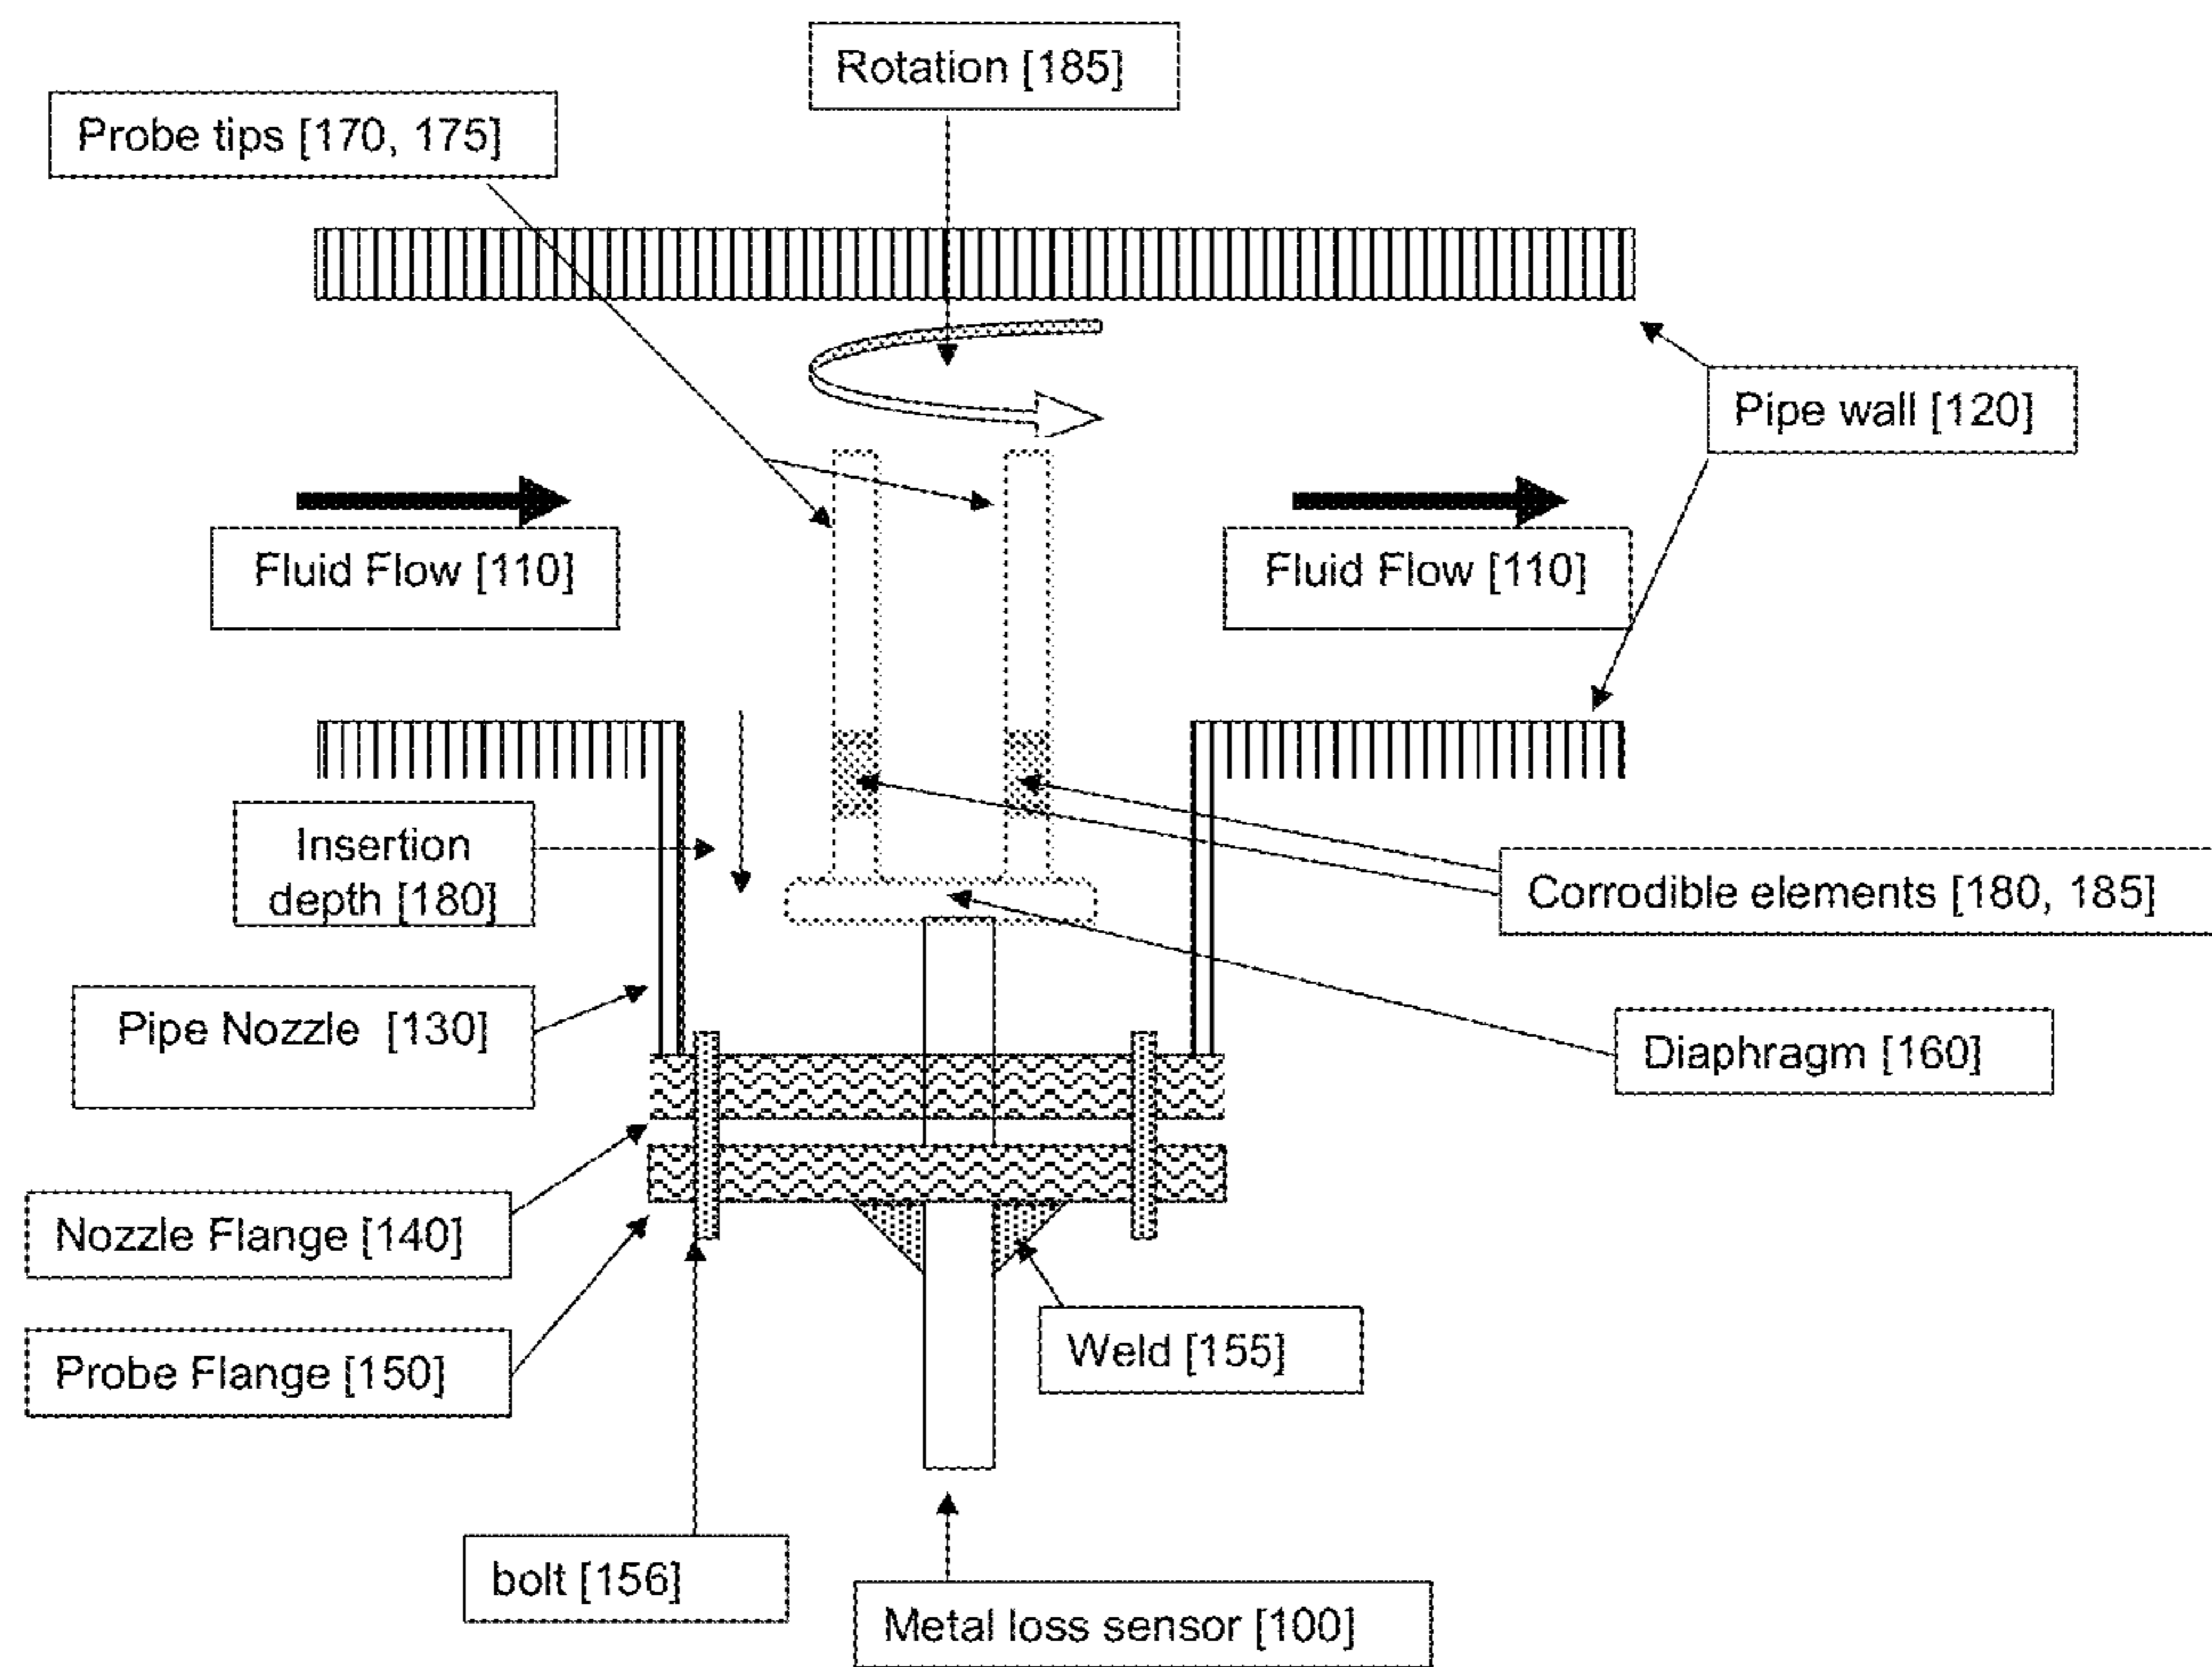 Rotation [185]
Probe tips [170, 175]
Pipe wall [120]
Fluid Flow [110]
Fluid Flow [110]
Insertion
depth [180]
Corrodible elements [180, 185]
Pipe Nozzle [130]
Diaphragm [160]
Nozzle Flange [140]
Probe Flange [150]
Weld [155]
bolt [156]
Metal loss sensor [100]